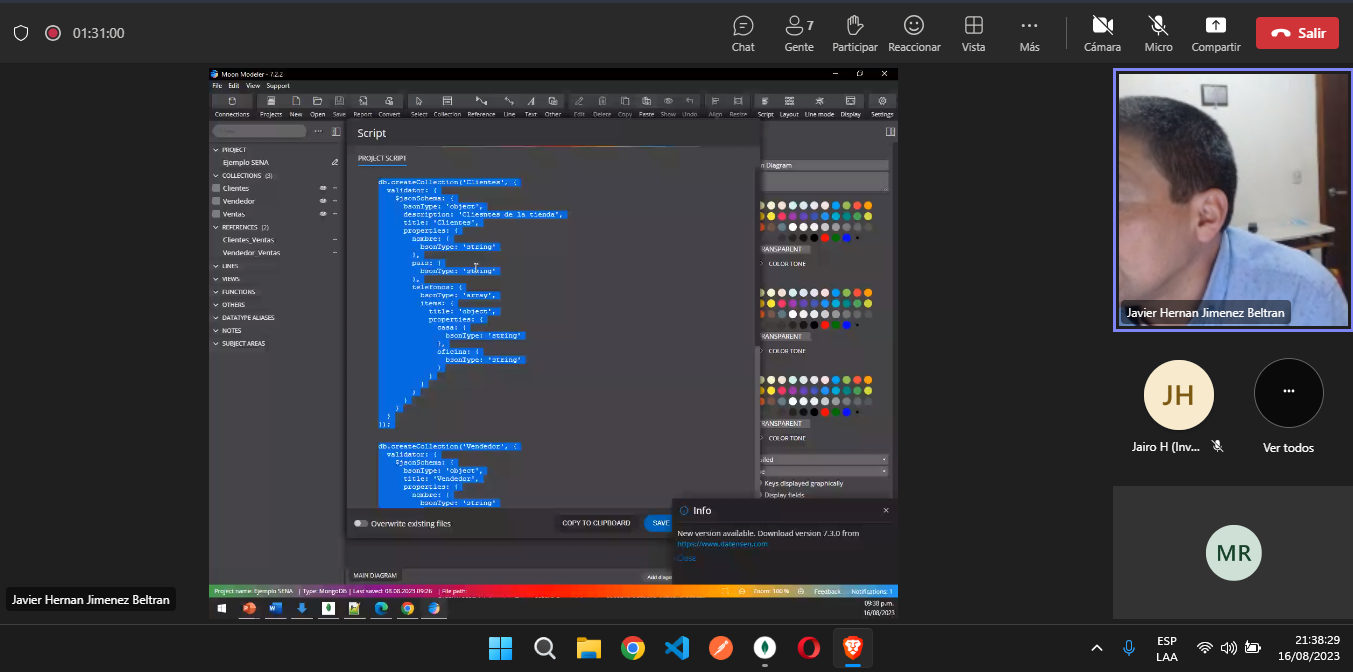 01:31:00
Chat
Gente 7
Participar
Reaccionar
Vista
Más
Cámara
Micro
Compartir
Salir
Moon Modeler - 7.2.2
File Edit View Support
Connections Projects New Open Save Report Convert Select Collection Reference Line Text Other Edit Delete Copy Paste Show Undo Align Resize Script Layout Line mode Display Settings
PROJECT
Ejemplo SENA
COLLECTIONS (3)
Clientes
Vendedor
Ventas
REFERENCES (2)
Clientes_Ventas
Vendedor_Ventas
LINES
VIEWS
FUNCTIONS
OTHERS
DATATYPE ALIASES
NOTES
SUBJECT AREAS
Script
PROJECT SCRIPT
db.createCollection('Clientes', {
validator: {
$jsonSchema: {
bsonType: 'object',
description: 'Clientes de la tienda',
title: 'Clientes',
properties: {
nombre: {
bsonType: 'string'
},
pais: {
bsonType: 'string'
},
telefonos: {
bsonType: 'array',
items: {
title: 'object',
properties: {
casa: {
bsonType: 'string'
},
oficina: {
bsonType: 'string'
}
}
}
}
}
}
}
});
db.createCollection('Vendedor', {
validator: {
$jsonSchema: {
bsonType: 'object',
title: 'Vendedor',
properties: {
nombre: {
bsonType: 'string'
Overwrite existing files
COPY TO CLIPBOARD
SAVE
n Diagram
RANSPARENT
COLOR TONE
RANSPARENT
COLOR TONE
RANSPARENT
COLOR TONE
Keys displayed graphically
Display fields
Info
New version available. Download version 7.3.0 from
https://www.datensen.com
Close
MAIN DIAGRAM
Add diagr
Project name: Ejemplo SENA | Type: MongoDB | Last saved: 08.08.2023 09:26 | File path:
Zoom: 100 % Feedback Notifications: 1
09:38 p.m.
16/08/2023
Javier Hernan Jimenez Beltran
Javier Hernan Jimenez Beltran
JH
Jairo H (Inv...
Ver todos
MR
ESP
LAA
21:38:29
16/08/2023